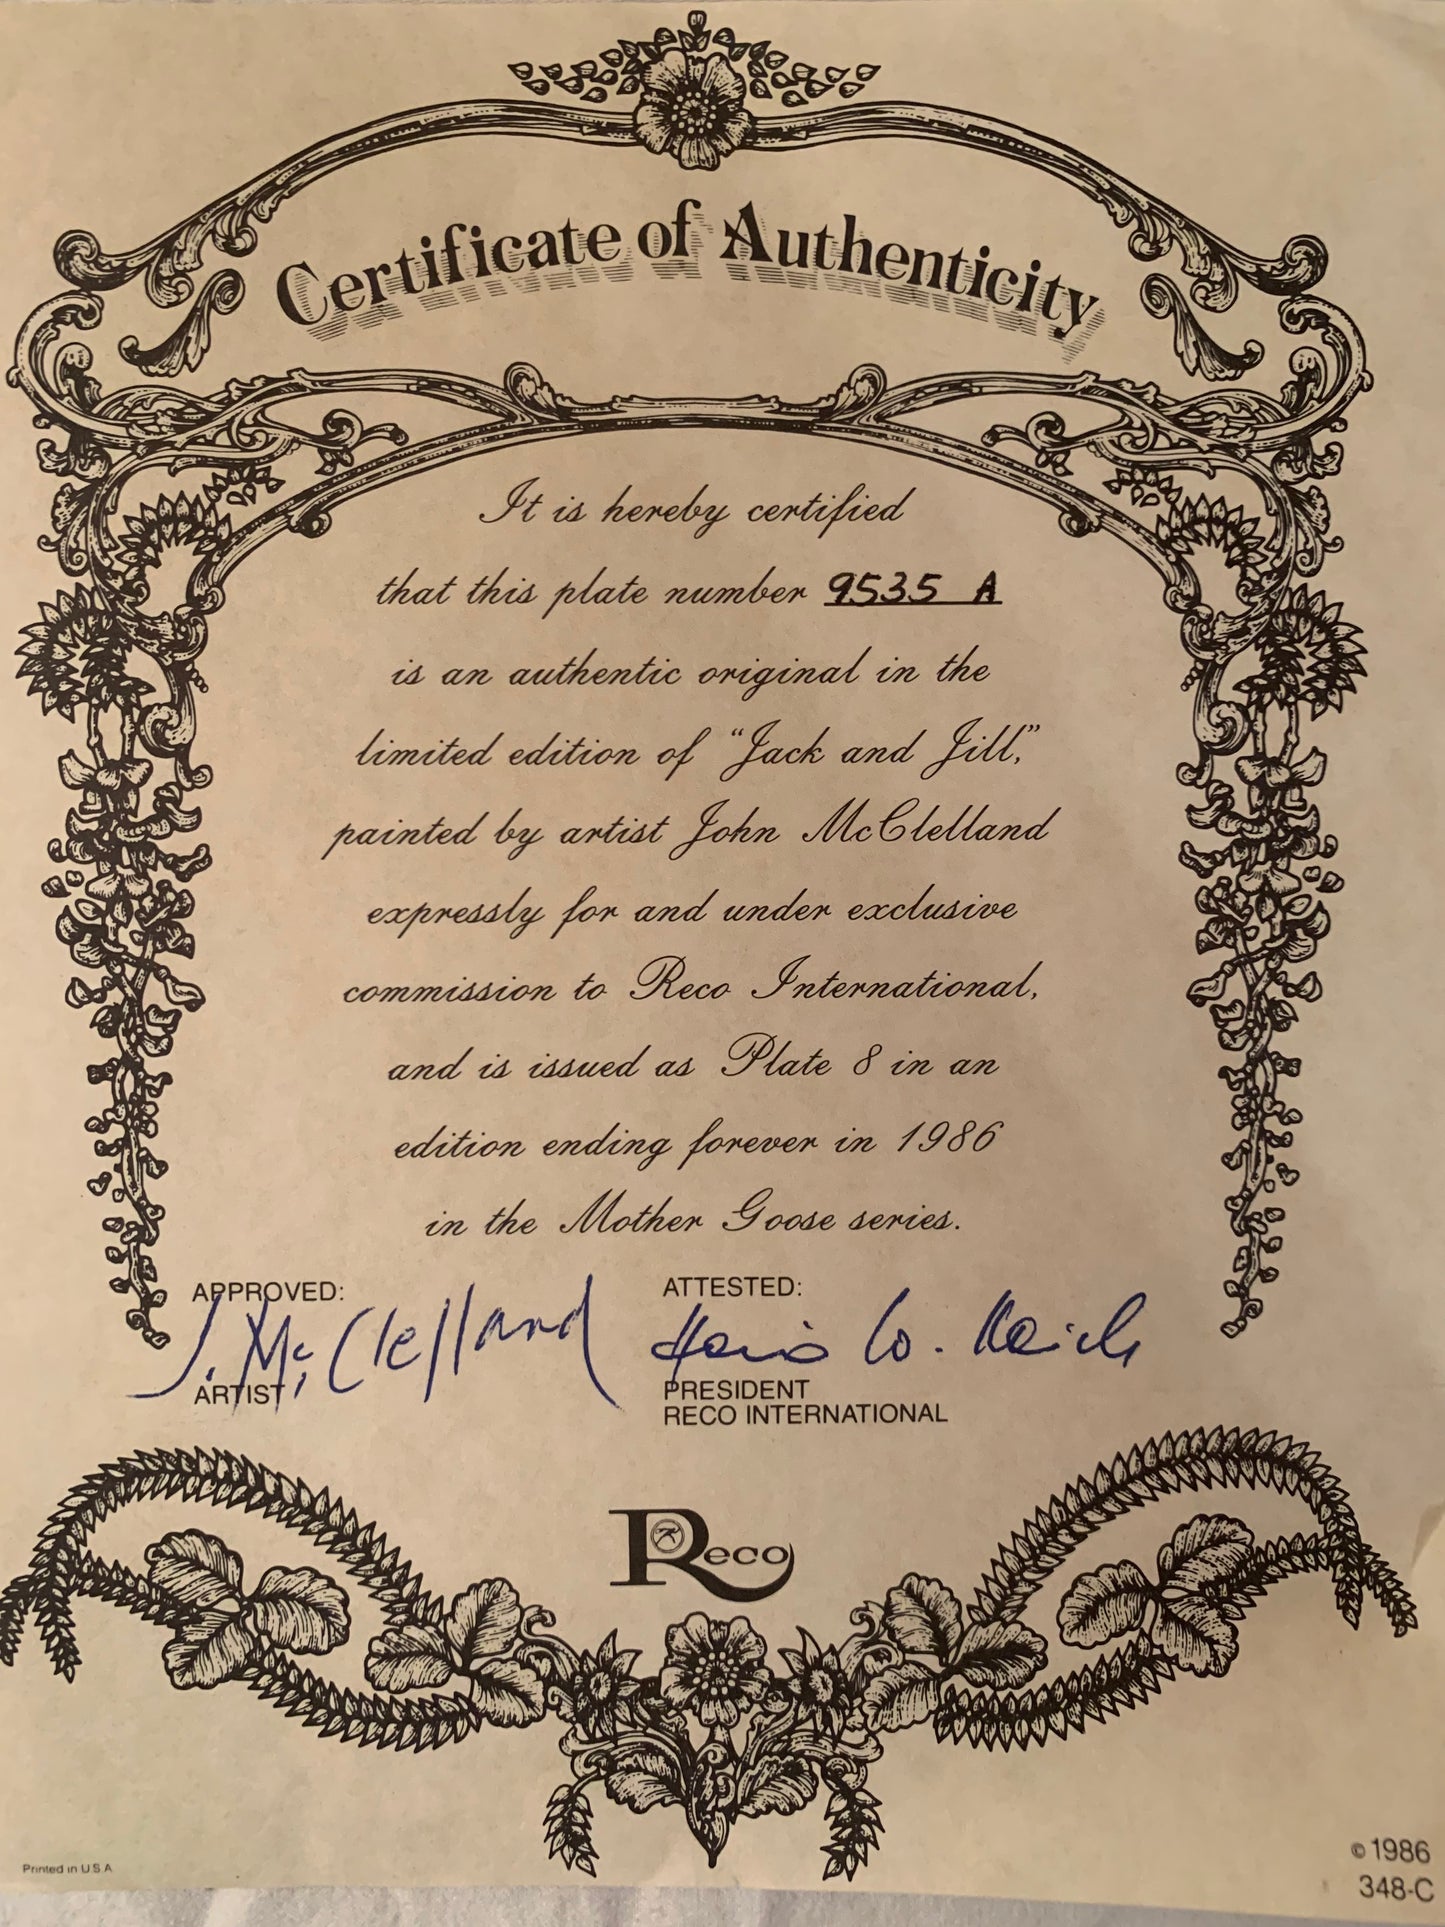 Certificate of Authenticity
It is hereby certified
that this plate number 9535 A
is an authentic original in the
limited edition of "Jack and Jill,"
painted by artist John McClelland
expressly for and under exclusive
commission to Reco International,
and is issued as Plate 8 in an
edition ending forever in 1986
in the Mother Goose series.
APPROVED:
J. McClelland
ARTIST
ATTESTED:
W.
PRESIDENT
RECO INTERNATIONAL
Reco
Printed in U.S.A
© 1986
348-C